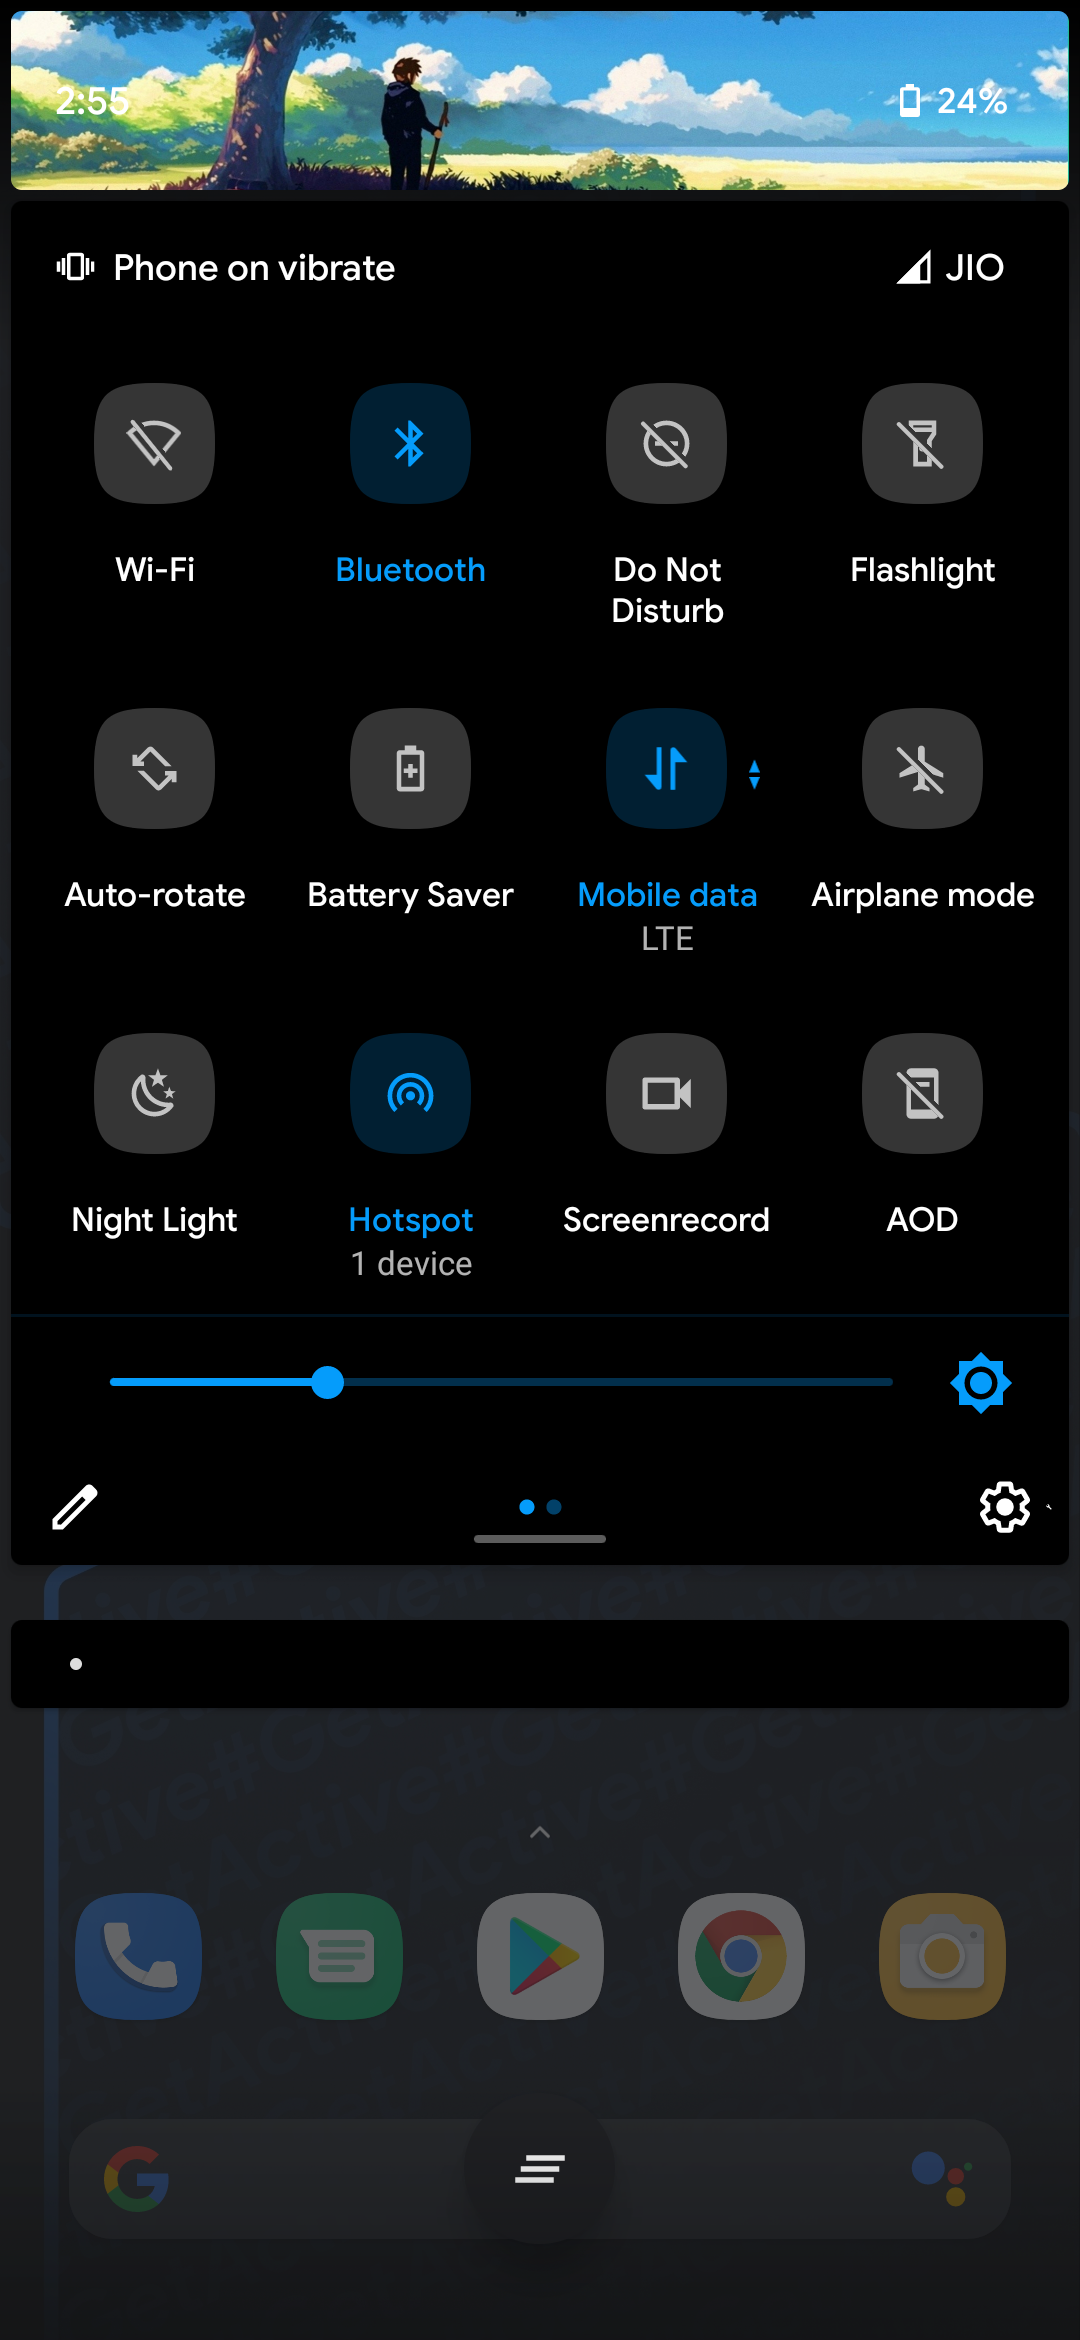 2:55
24%
Phone on vibrate
JIO
Wi-Fi
Bluetooth
Do Not
Disturb
Flashlight
Auto-rotate
Battery Saver
Mobile data
LTE
Airplane mode
Night Light
Hotspot
1 device
Screenrecord
AOD